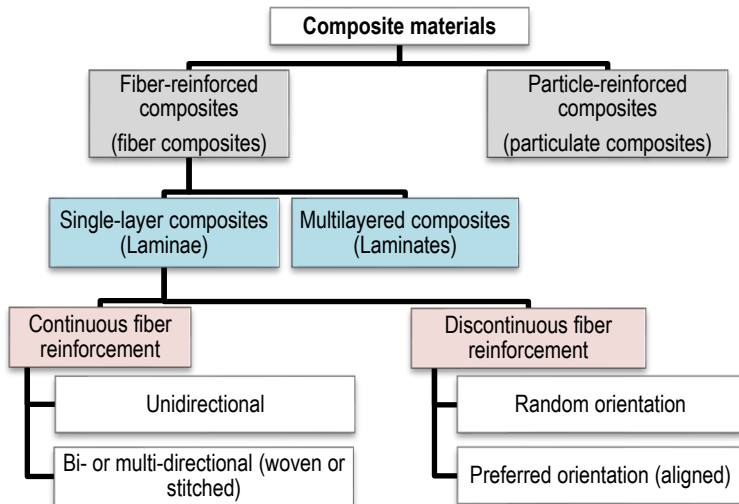 Composite materials
Fiber-reinforced
composites
(fiber composites)
Particle-reinforced
composites
(particulate composites)
Single-layer composites
(Laminae)
Multilayered composites
(Laminates)
Continuous fiber
reinforcement
Discontinuous fiber
reinforcement
Unidirectional
Random orientation
Bi- or multi-directional (woven or
stitched)
Preferred orientation (aligned)